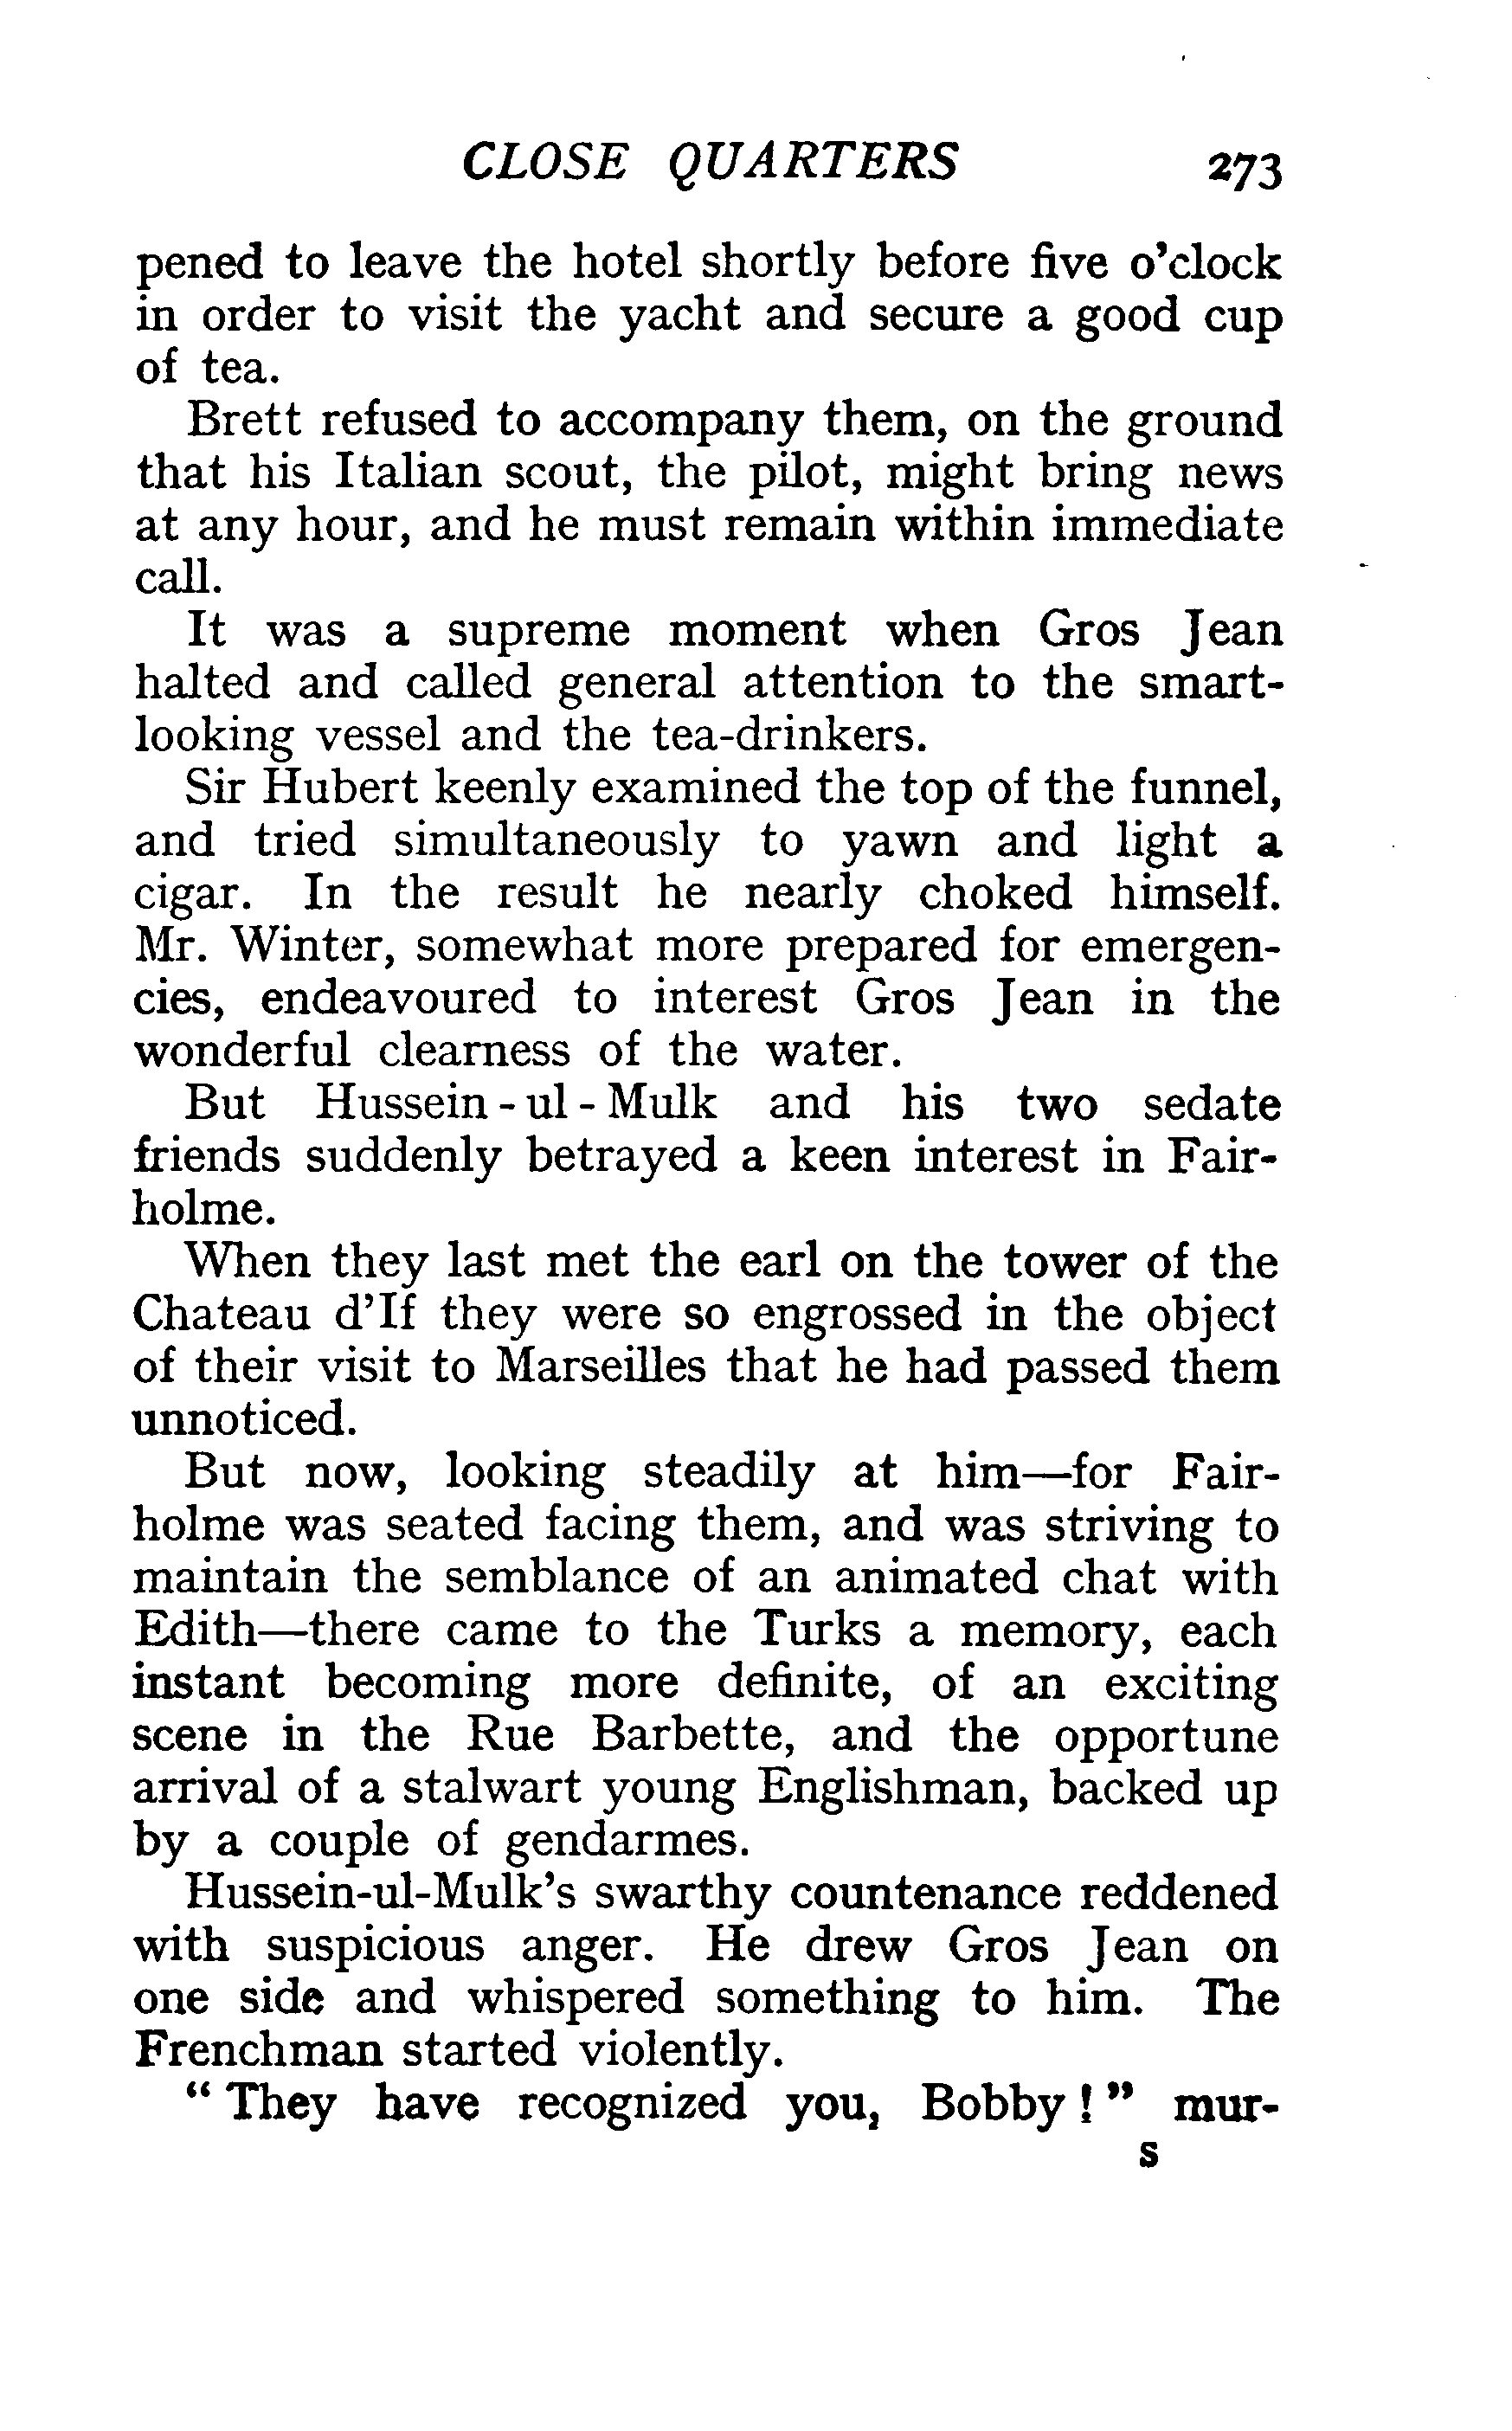 CLOSE QUARTERS 273
pened to leave the hotel shortly before five o'clock
in order to visit the yacht and secure a good cup
of tea.
Brett refused to accompany them, on the ground
that his Italian scout, the pilot, might bring news
at any hour, and he must remain within immediate
call.
It was a supreme moment when Gros Jean
halted and called general attention to the smart-
looking vessel and the tea-drinkers.
Sir Hubert keenly examined the top of the funnel,
and tried simultaneously to yawn and light a
cigar. In the result he nearly choked himself.
Mr. Winter, somewhat more prepared for emergen-
cies, endeavoured to interest Gros Jean in the
wonderful clearness of the water.
But Hussein-ul-Mulk and his two sedate
friends suddenly betrayed a keen interest in Fair-
holme.
When they last met the earl on the tower of the
Chateau d'If they were so engrossed in the object
of their visit to Marseilles that he had passed them
unnoticed.
But now, looking steadily at him—for Fair-
holme was seated facing them, and was striving to
maintain the semblance of an animated chat with
Edith—there came to the Turks a memory, each
instant becoming more definite, of an exciting
scene in the Rue Barbette, and the opportune
arrival of a stalwart young Englishman, backed up
by a couple of gendarmes.
Hussein-ul-Mulk's swarthy countenance reddened
with suspicious anger. He drew Gros Jean on
one side and whispered something to him. The
Frenchman started violently.
"They have recognized you, Bobby!" mur-
S